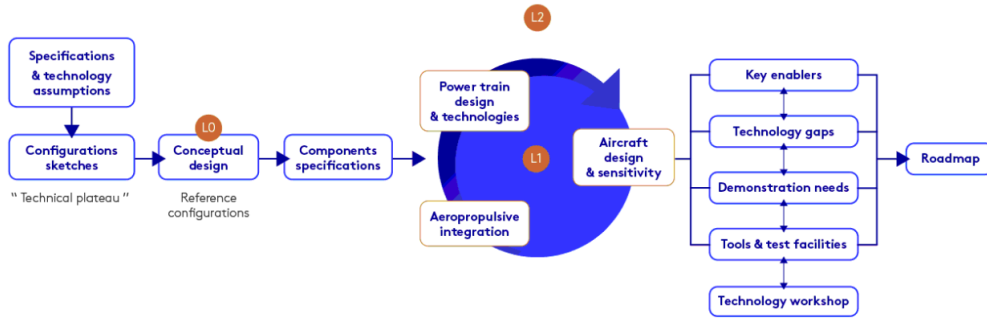 Specifications
& technology
assumptions
Configurations
sketches
" Technical plateau "
L0
Conceptual
design
Reference
configurations
Components
specifications
L2
Power train
design
& technologies
L1
Aeropropulsive
integration
Aircraft
design
& sensitivity
Key enablers
Technology gaps
Demonstration needs
Tools & test facilities
Technology workshop
Roadmap